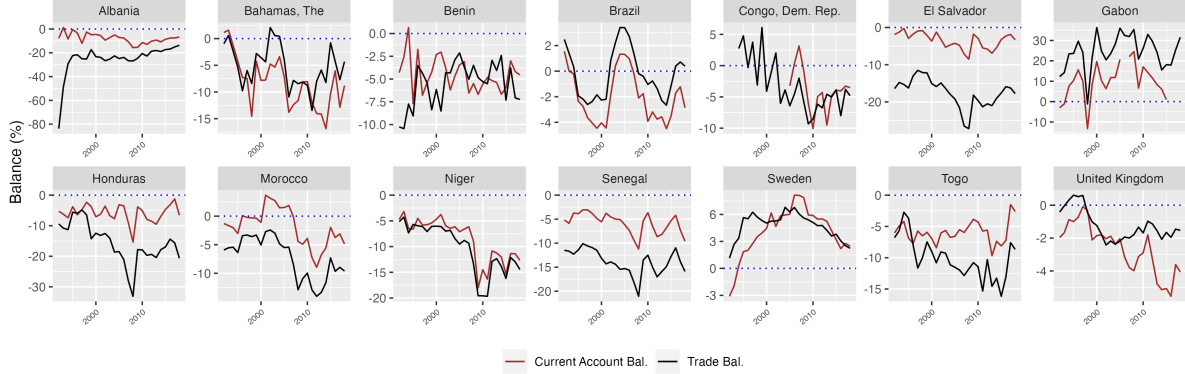 Albania Bahamas, The Benin Brazil Congo, Dem. Rep. El Salvador Gabon
0 -20 -40 -60 -80
0 -5 -10 -15
0.0 -2.5 -5.0 -7.5 -10.0
2 0 -2 -4
5 0 -5 -10
0 -10 -20
30 20 10 0 -10
2000 2010 2000 2010 2000 2010 2000 2010 2000 2010 2000 2010 2000 2010
Balance (%)
Honduras Morocco Niger Senegal Sweden Togo United Kingdom
0 -10 -20 -30
0 -5 -10
0 -5 -10 -15 -20
0 -5 -10 -15 -20
6 3 0 -3
0 -5 -10 -15
0 -2 -4
2000 2010 2000 2010 2000 2010 2000 2010 2000 2010 2000 2010 2000 2010
Current Account Bal. Trade Bal.